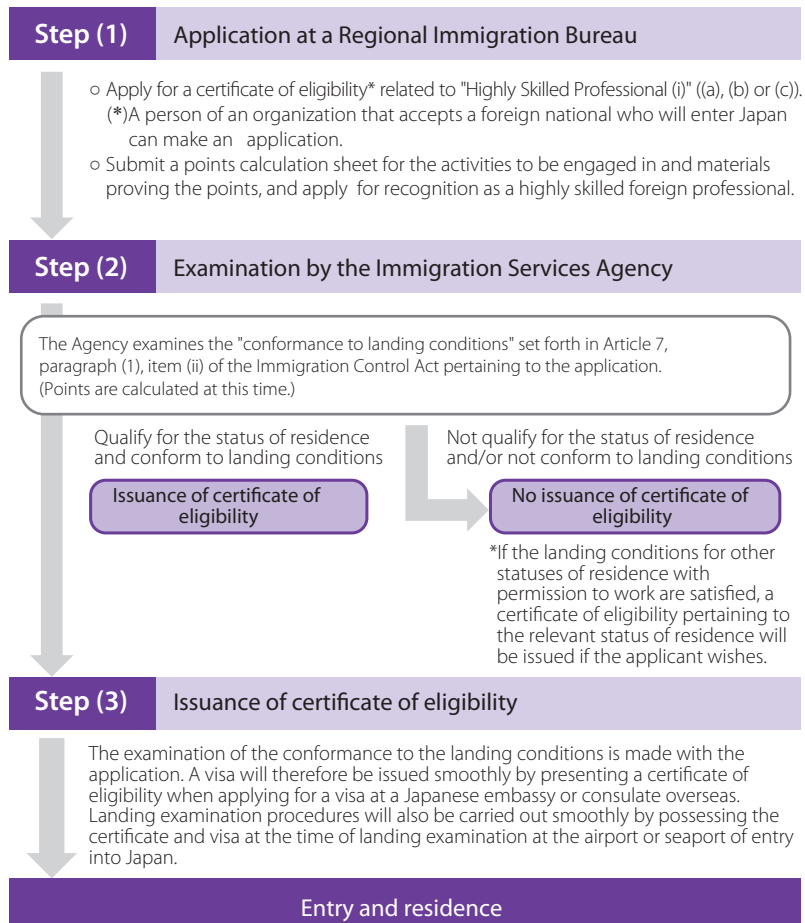 Step (1) Application at a Regional Immigration Bureau
○ Apply for a certificate of eligibility* related to "Highly Skilled Professional (i)" ((a), (b) or (c)).
(*)A person of an organization that accepts a foreign national who will enter Japan
can make an application.
○ Submit a points calculation sheet for the activities to be engaged in and materials
proving the points, and apply for recognition as a highly skilled foreign professional.
Step (2) Examination by the Immigration Services Agency
The Agency examines the "conformance to landing conditions" set forth in Article 7,
paragraph (1), item (ii) of the Immigration Control Act pertaining to the application.
(Points are calculated at this time.)
Qualify for the status of residence
and conform to landing conditions
Issuance of certificate of
eligibility
Not qualify for the status of residence
and/or not conform to landing conditions
No issuance of certificate of
eligibility
*If the landing conditions for other
statuses of residence with
permission to work are satisfied, a
certificate of eligibility pertaining to
the relevant status of residence will
be issued if the applicant wishes.
Step (3) Issuance of certificate of eligibility
The examination of the conformance to the landing conditions is made with the
application. A visa will therefore be issued smoothly by presenting a certificate of
eligibility when applying for a visa at a Japanese embassy or consulate overseas.
Landing examination procedures will also be carried out smoothly by possessing the
certificate and visa at the time of landing examination at the airport or seaport of entry
into Japan.
Entry and residence